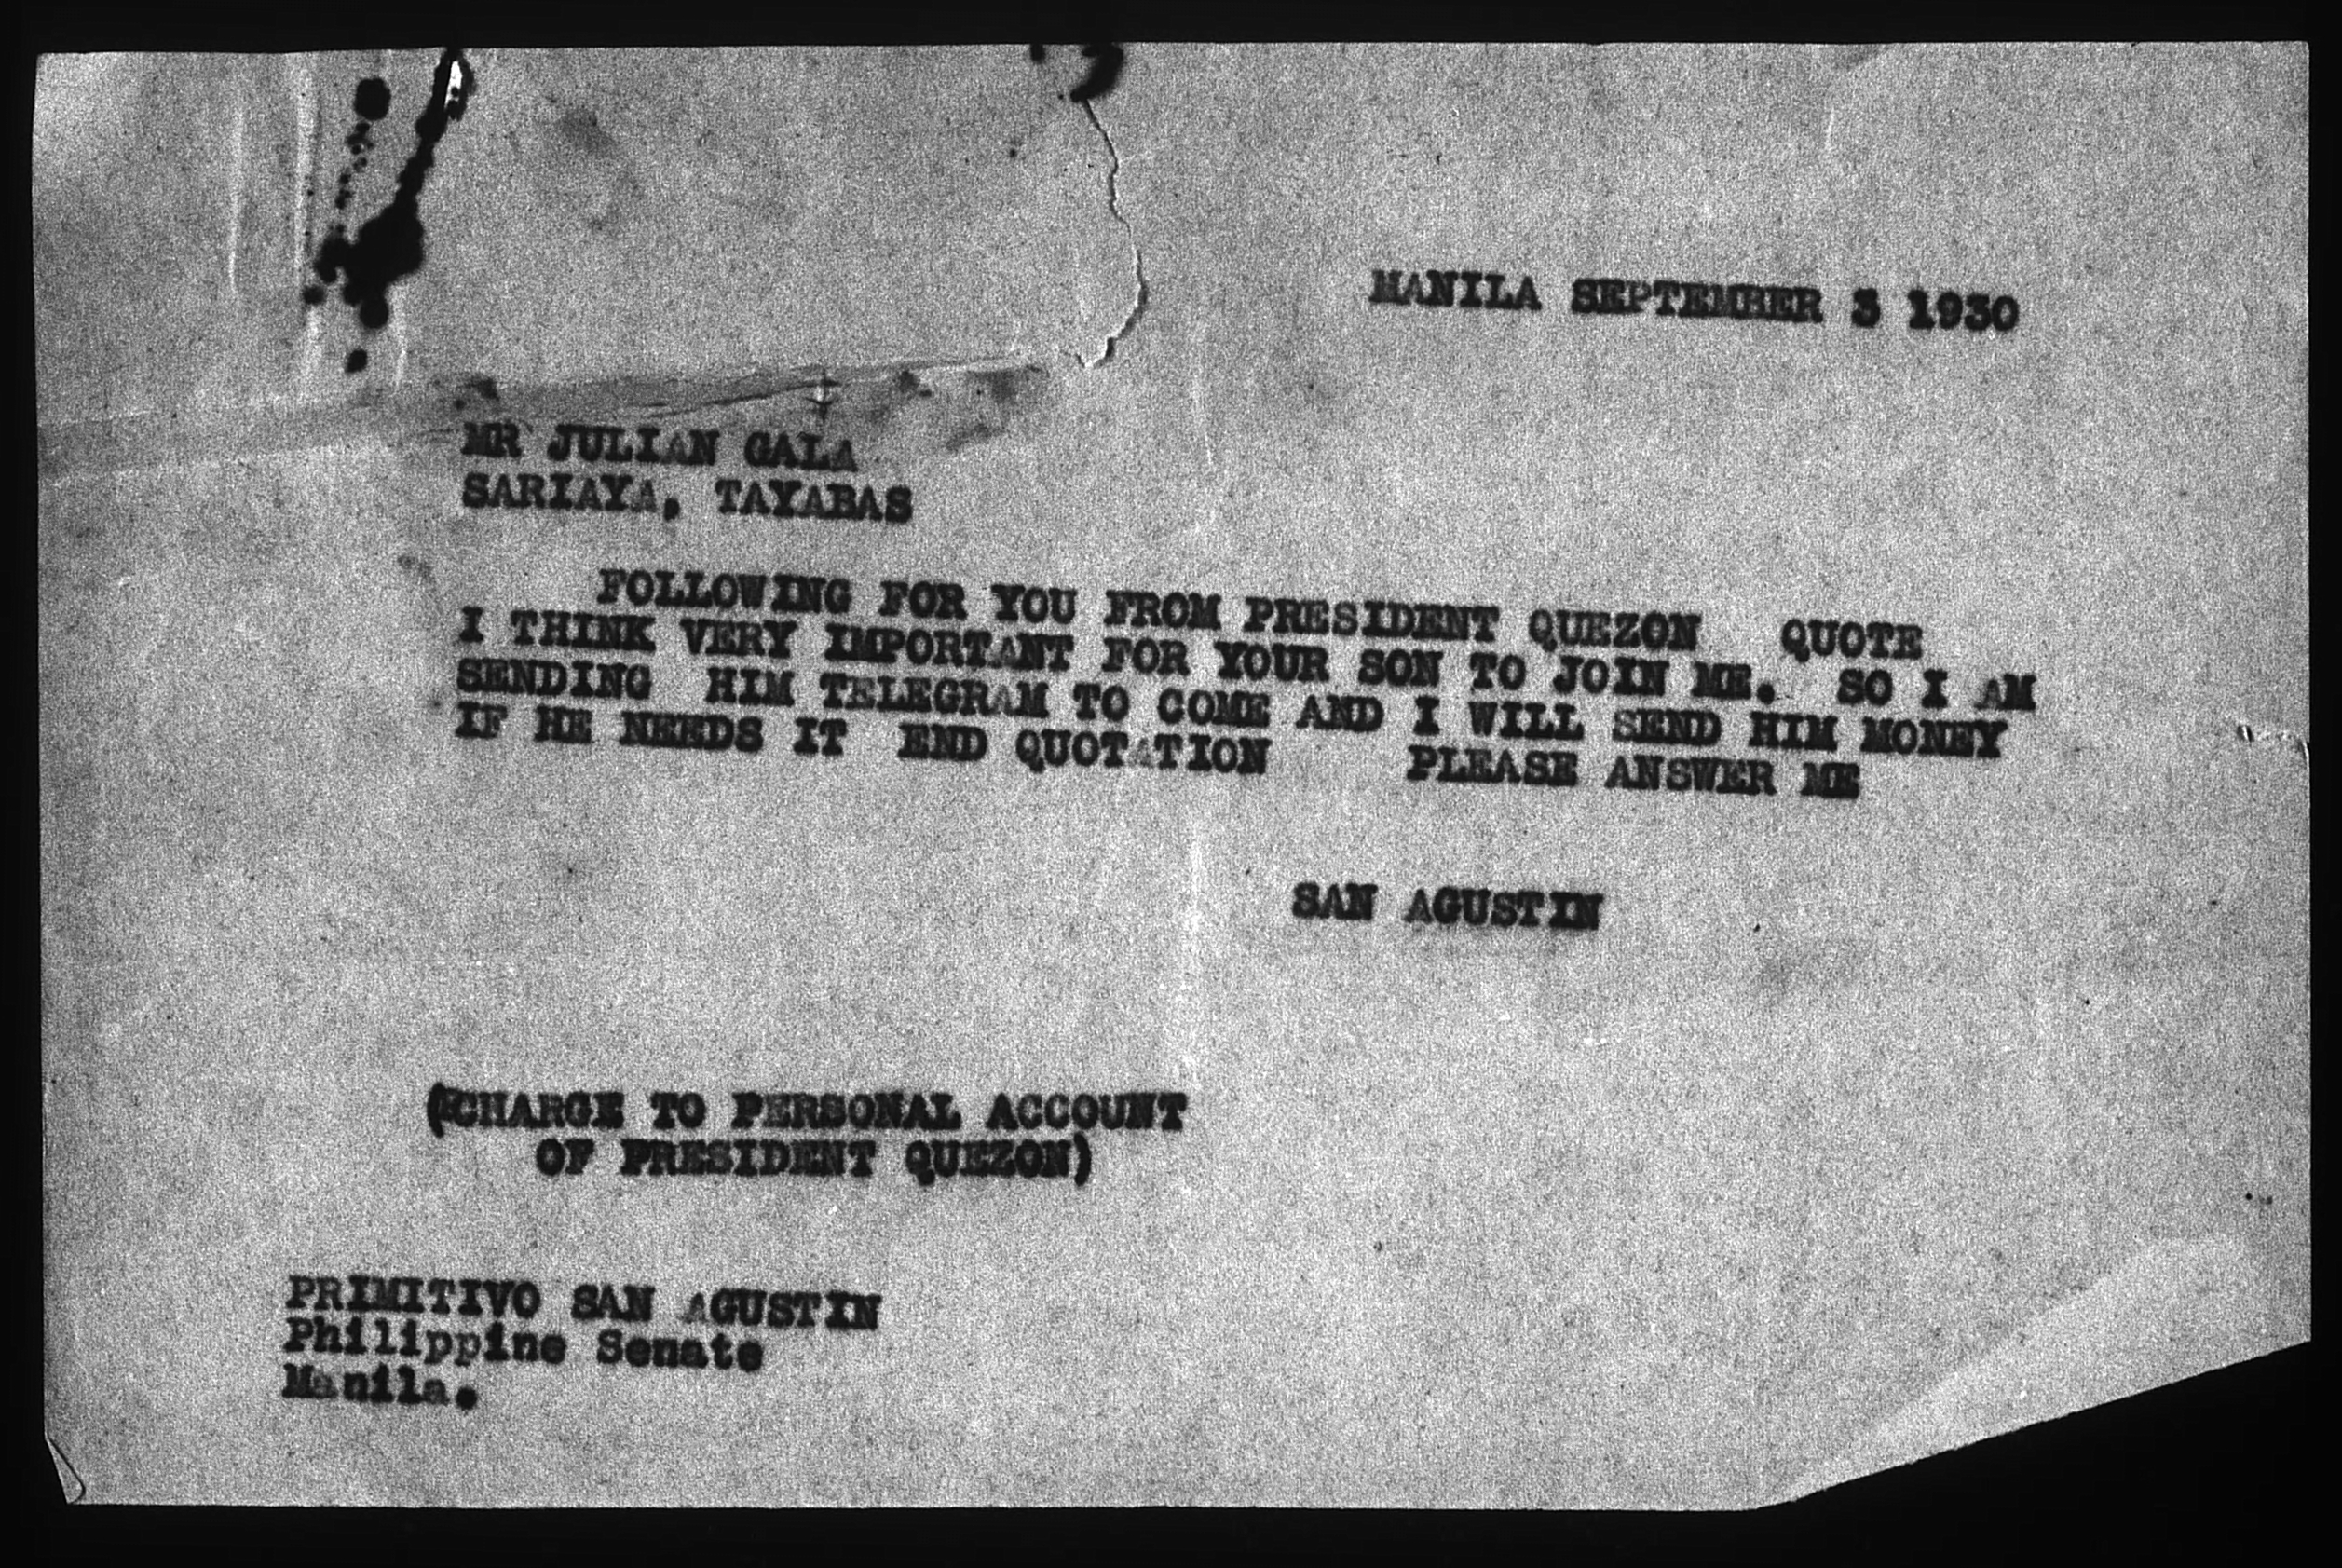 MANILA SEPTEMBER 3 1930
MR JULIAN GALA
SARIAYA, TAYABAS
FOLLOWING FOR YOU FROM PRESIDENT QUEZON QUOTE
I THINK VERY IMPORTANT FOR YOUR SON TO JOIN ME. SO I AM
SENDING HIM TELEGRAM TO COME AND I WILL SEND HIM MONEY
IF HE NEEDS IT END QUOTATION PLEASE ANSWER ME
SAN AGUSTIN
(CHARGE TO PERSONAL ACCOUNT
OF PRESIDENT QUEZON)
PRIMITIVO SAN AGUSTIN
Philippine Senate
Manila.